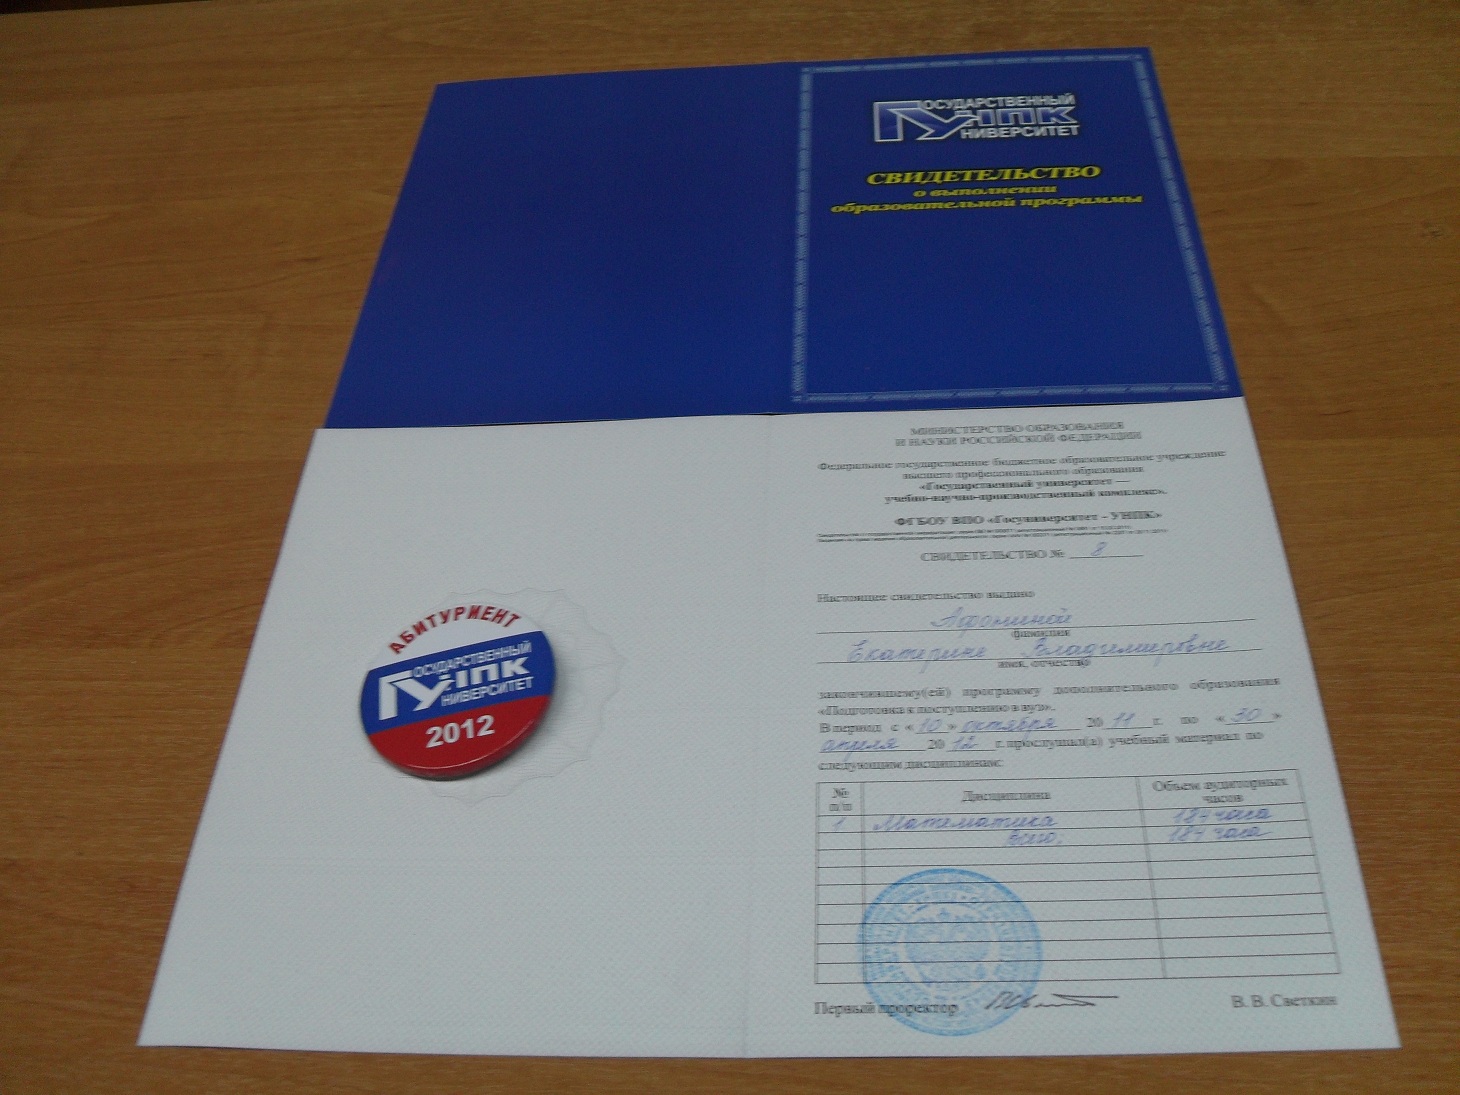 ГОСУДАРСТВЕННЫЙ
УНПК
УНИВЕРСИТЕТ
СВИДЕТЕЛЬСТВО
о выполнении
образовательной программы
МИНИСТЕРСТВО ОБРАЗОВАНИЯ
И НАУКИ РОССИЙСКОЙ ФЕДЕРАЦИИ
Федеральное государственное бюджетное образовательное учреждение
высшего профессионального образования
«Государственный университет —
учебно-научно-производственный комплекс».
ФГБОУ ВПО «Госуниверситет - УНПК»
СВИДЕТЕЛЬСТВО № 8
Настоящее свидетельство выдано
Афониной
фамилия
Екатерине Владимировне
имя, отчество
закончившему(ей) программу дополнительного образования
«Подготовка к поступлению в вуз».
В период с «10» октября 20 11 г. по «30»
апреля 20 12 г. прослушал(а) учебный материал по
следующим дисциплинам:
№ Дисциплина Объем аудиторных
п/п часов
1 Математика 184 часа
Всего: 184 часа
Первый проректор В. В. Светкин
АБИТУРИЕНТ
ГОСУДАРСТВЕННЫЙ
УНПК
УНИВЕРСИТЕТ
2012